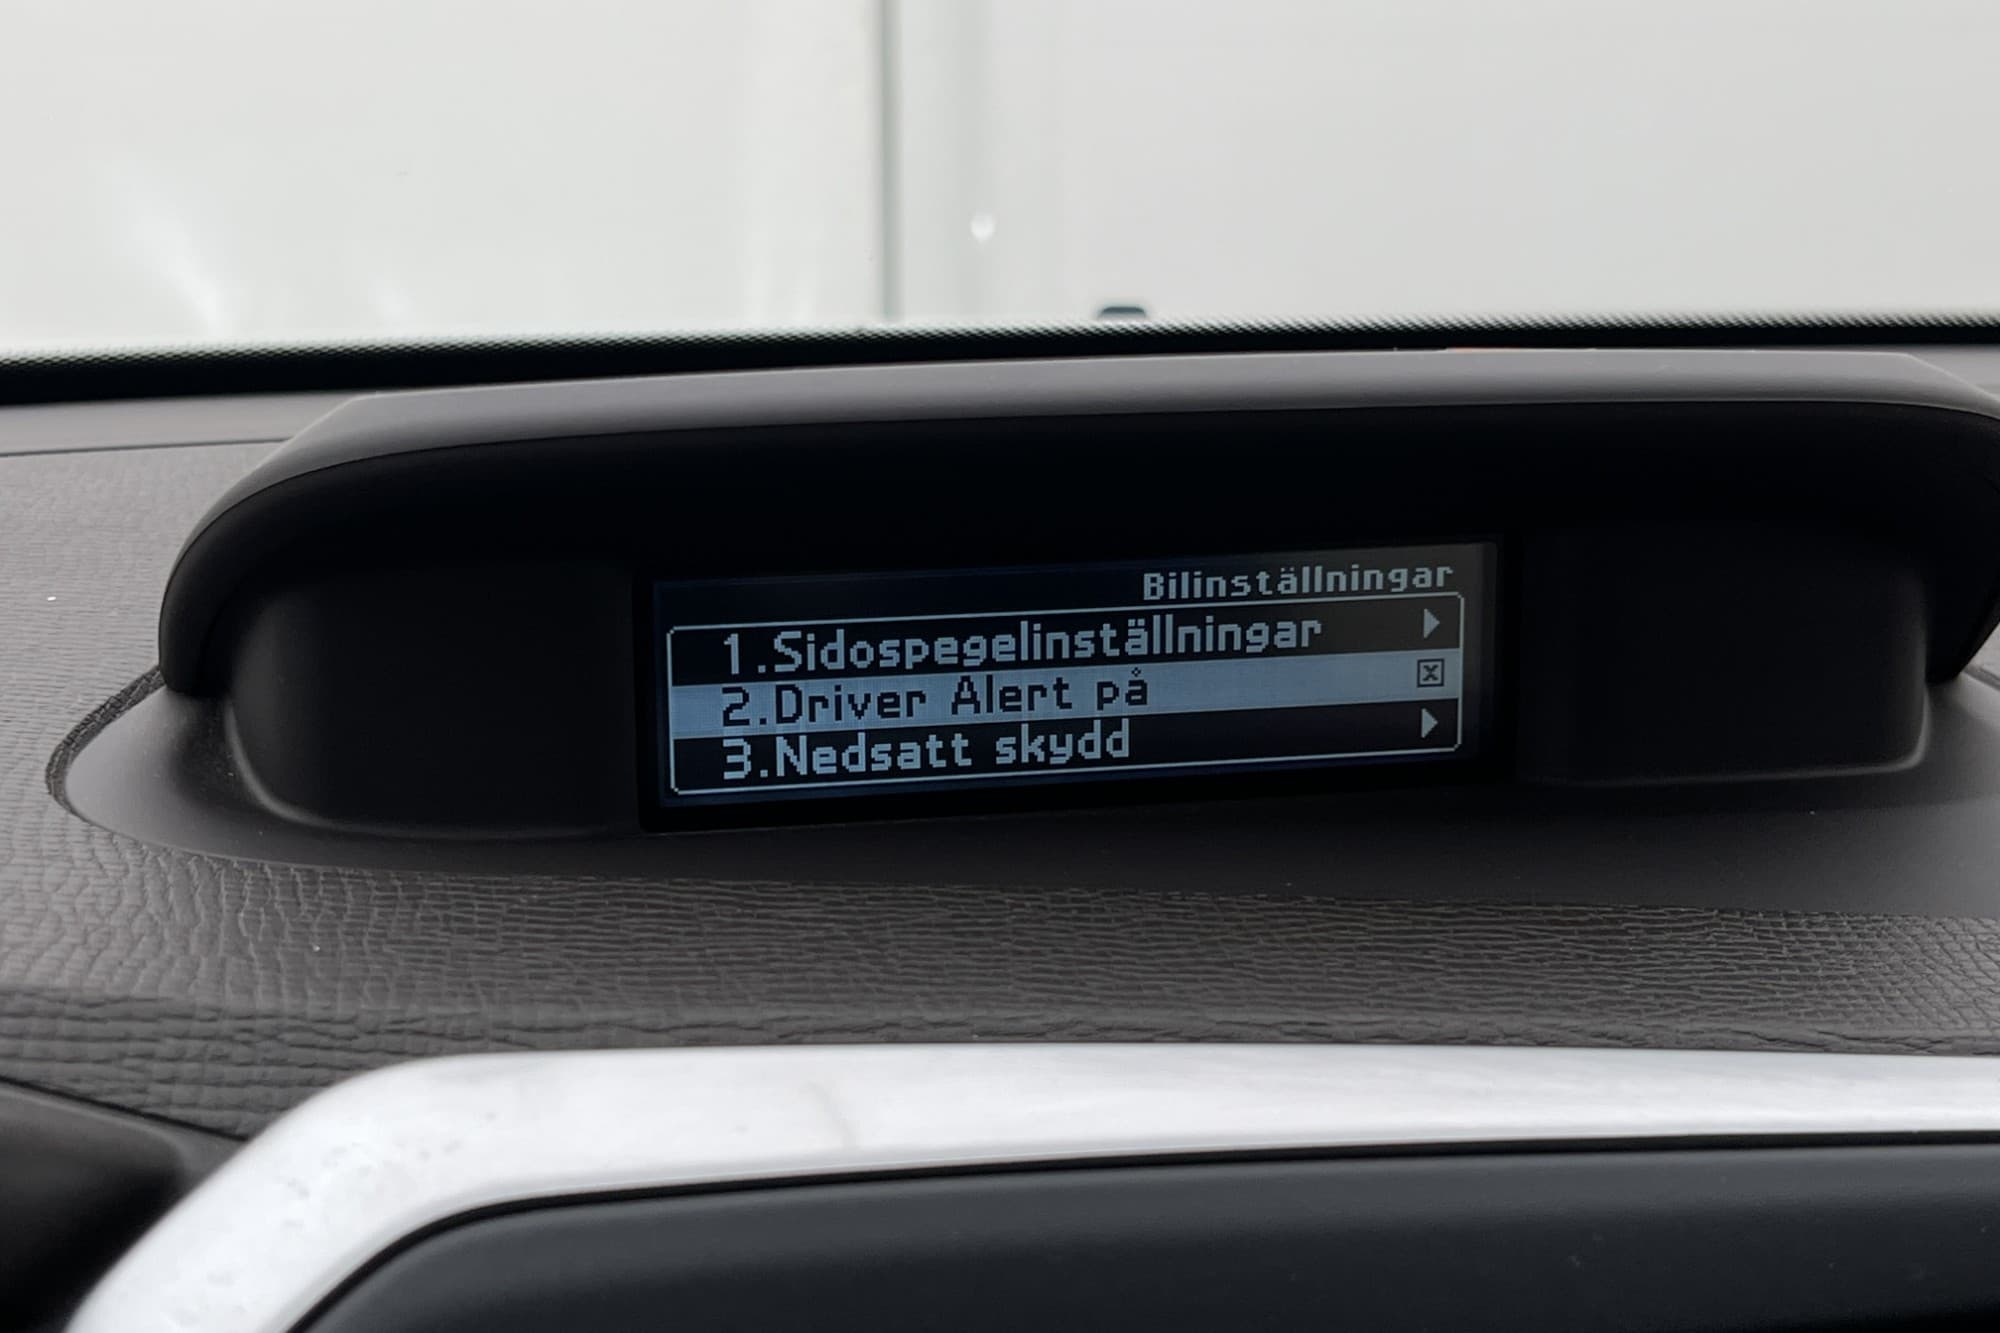 Bilinställningar
1.Sidospegelinställningar
2.Driver Alert på
3.Nedsatt skydd